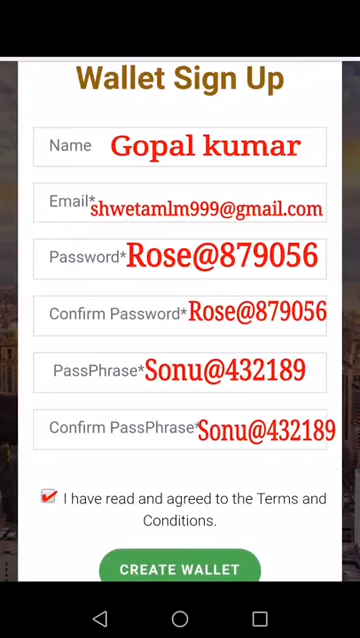 Wallet Sign Up
Name Gopal kumar
Email* shwetamlm999@gmail.com
Password* Rose@879056
Confirm Password* Rose@879056
PassPhrase* Sonu@432189
Confirm PassPhrase* Sonu@432189
I have read and agreed to the Terms and
Conditions.
CREATE WALLET